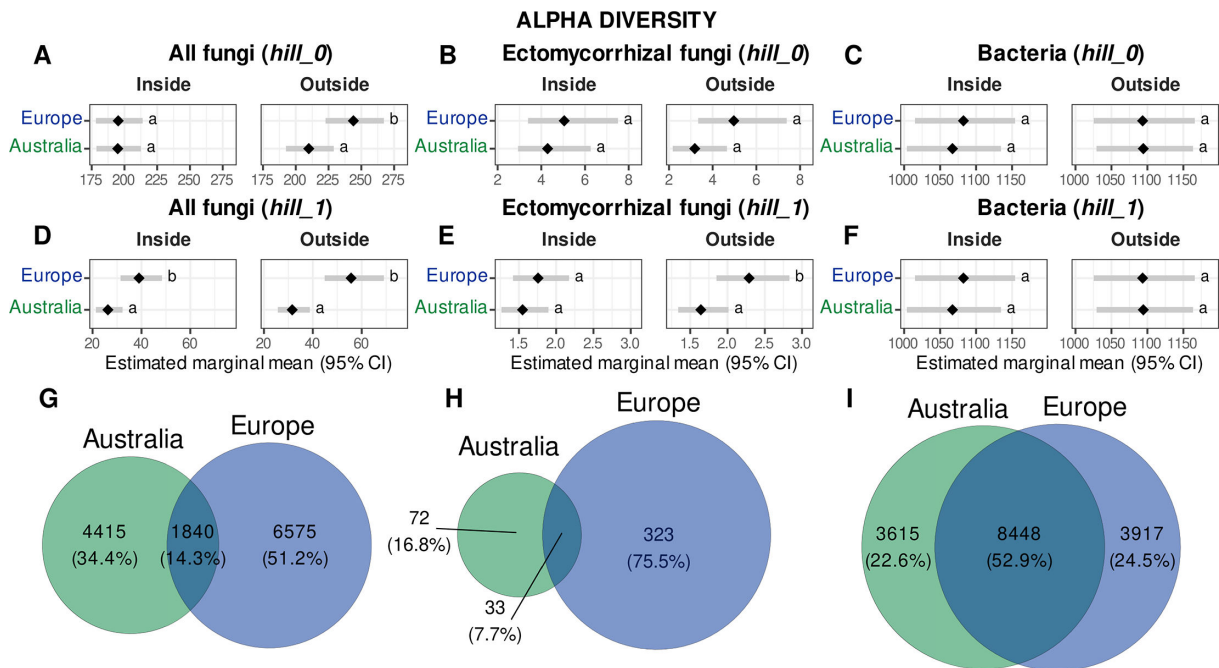 ALPHA DIVERSITY
A All fungi (hill_0)
Inside Outside
Europe a b
Australia a a
175 200 225 250 275 175 200 225 250 275
B Ectomycorrhizal fungi (hill_0)
Inside Outside
a a
a a
2 4 6 8 2 4 6 8
C Bacteria (hill_0)
Inside Outside
Europe a a
Australia a a
1000 1050 1100 1150 1000 1050 1100 1150
D All fungi (hill_1)
Inside Outside
Europe b b
Australia a a
20 40 60 20 40 60
Estimated marginal mean (95% CI)
E Ectomycorrhizal fungi (hill_1)
Inside Outside
Europe a b
Australia a a
1.5 2.0 2.5 3.0 1.5 2.0 2.5 3.0
Estimated marginal mean (95% CI)
F Bacteria (hill_1)
Inside Outside
Europe a a
Australia a a
1000 1050 1100 1150 1000 1050 1100 1150
Estimated marginal mean (95% CI)
G
Australia Europe
4415 1840 6575
(34.4%) (14.3%) (51.2%)
H
Europe
Australia
72
(16.8%)
323
(75.5%)
33
(7.7%)
I
Australia Europe
3615 8448 3917
(22.6%) (52.9%) (24.5%)